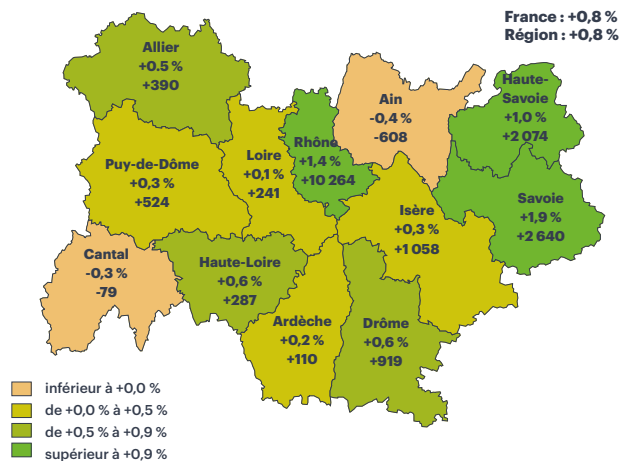 France : +0,8 %
Région : +0,8 %
Allier
+0.5 %
+390
Ain
-0,4 %
-608
Haute-
Savoie
+1,0 %
+2 074
Rhône
+1,4 %
+10 264
Loire
+0,1 %
+241
Puy-de-Dôme
+0,3 %
+524
Isère
+0,3 %
+1 058
Savoie
+1,9 %
+2 640
Cantal
-0,3 %
-79
Haute-Loire
+0,6 %
+287
Ardèche
+0,2 %
+110
Drôme
+0,6 %
+919
inférieur à +0,0 %
de +0,0 % à +0,5 %
de +0,5 % à +0,9 %
supérieur à +0,9 %